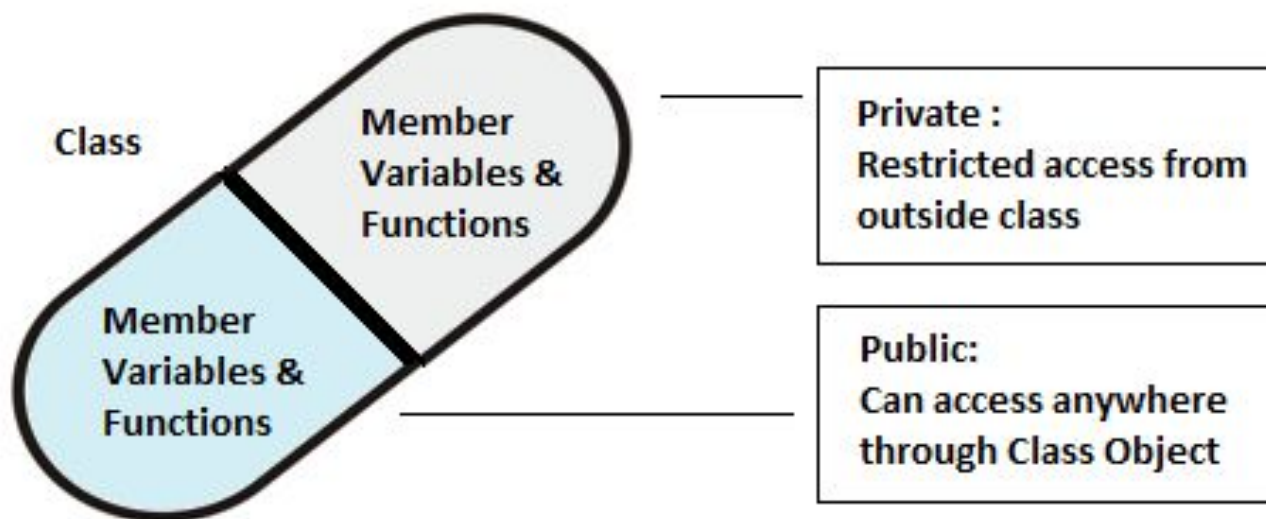 Class
Member
Variables &
Functions
Member
Variables &
Functions
Private :
Restricted access from
outside class
Public:
Can access anywhere
through Class Object